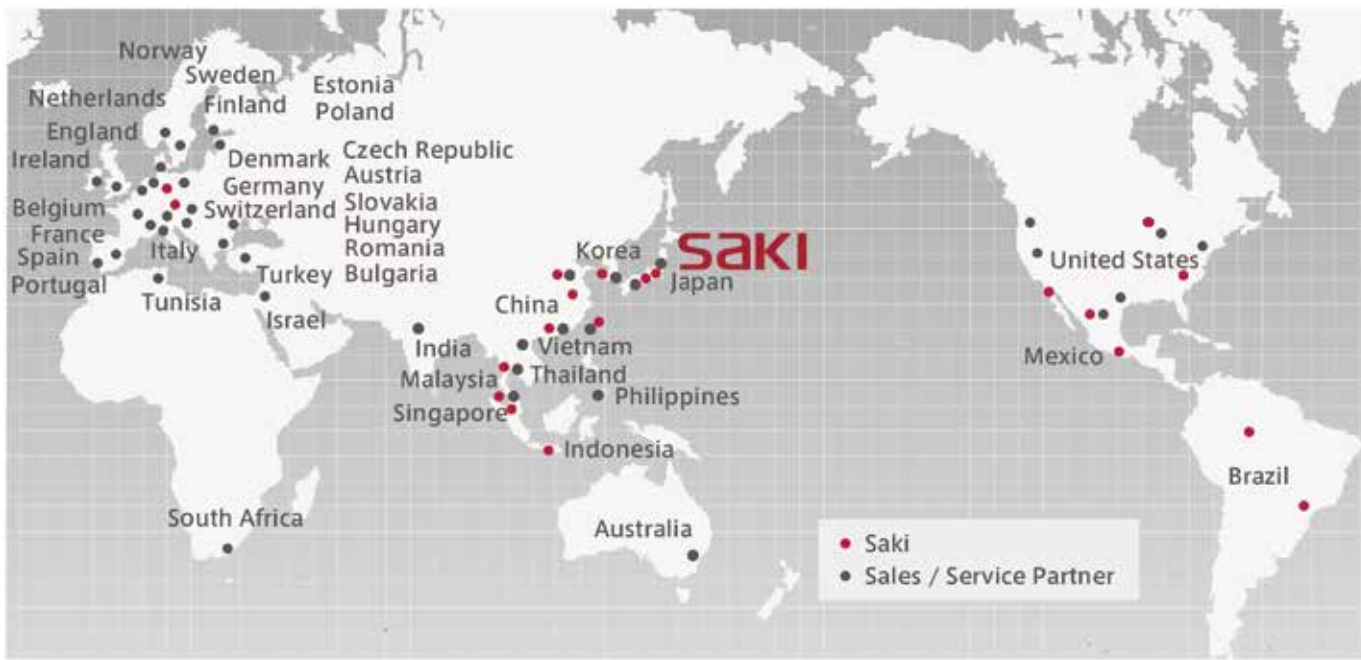 Norway
Sweden
Estonia
Netherlands
Finland
Poland
England
Ireland
Denmark
Czech Republic
Germany
Austria
Belgium
Switzerland
Slovakia
France
Hungary
Spain
Italy
Romania
Portugal
Turkey
Bulgaria
Tunisia
Israel
Korea
saki
Japan
China
India
Vietnam
Malaysia
Thailand
Singapore
Philippines
Indonesia
South Africa
Australia
United States
Mexico
Brazil
Saki
Sales / Service Partner